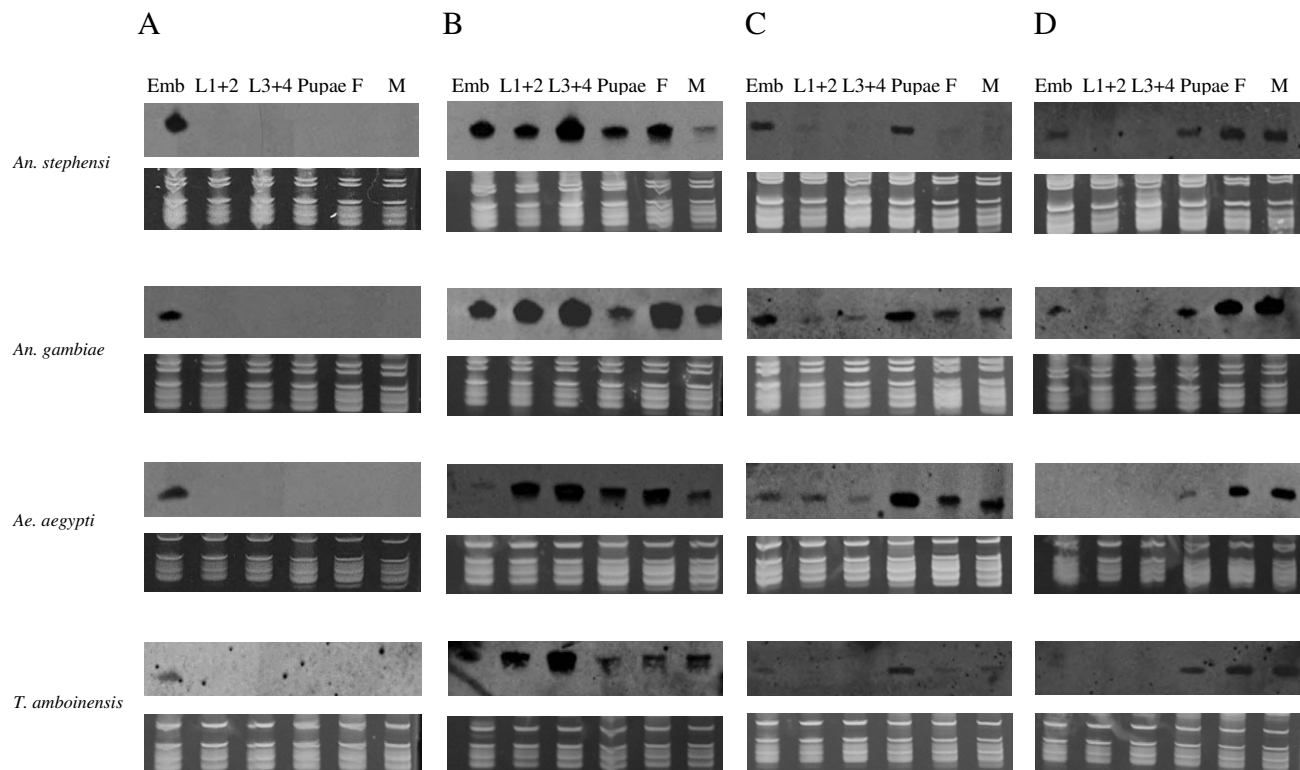 A B C D
Emb L1+2 L3+4 Pupae F M Emb L1+2 L3+4 Pupae F M Emb L1+2 L3+4 Pupae F M Emb L1+2 L3+4 Pupae F M
An. stephensi
An. gambiae
Ae. aegypti
T. amboinensis